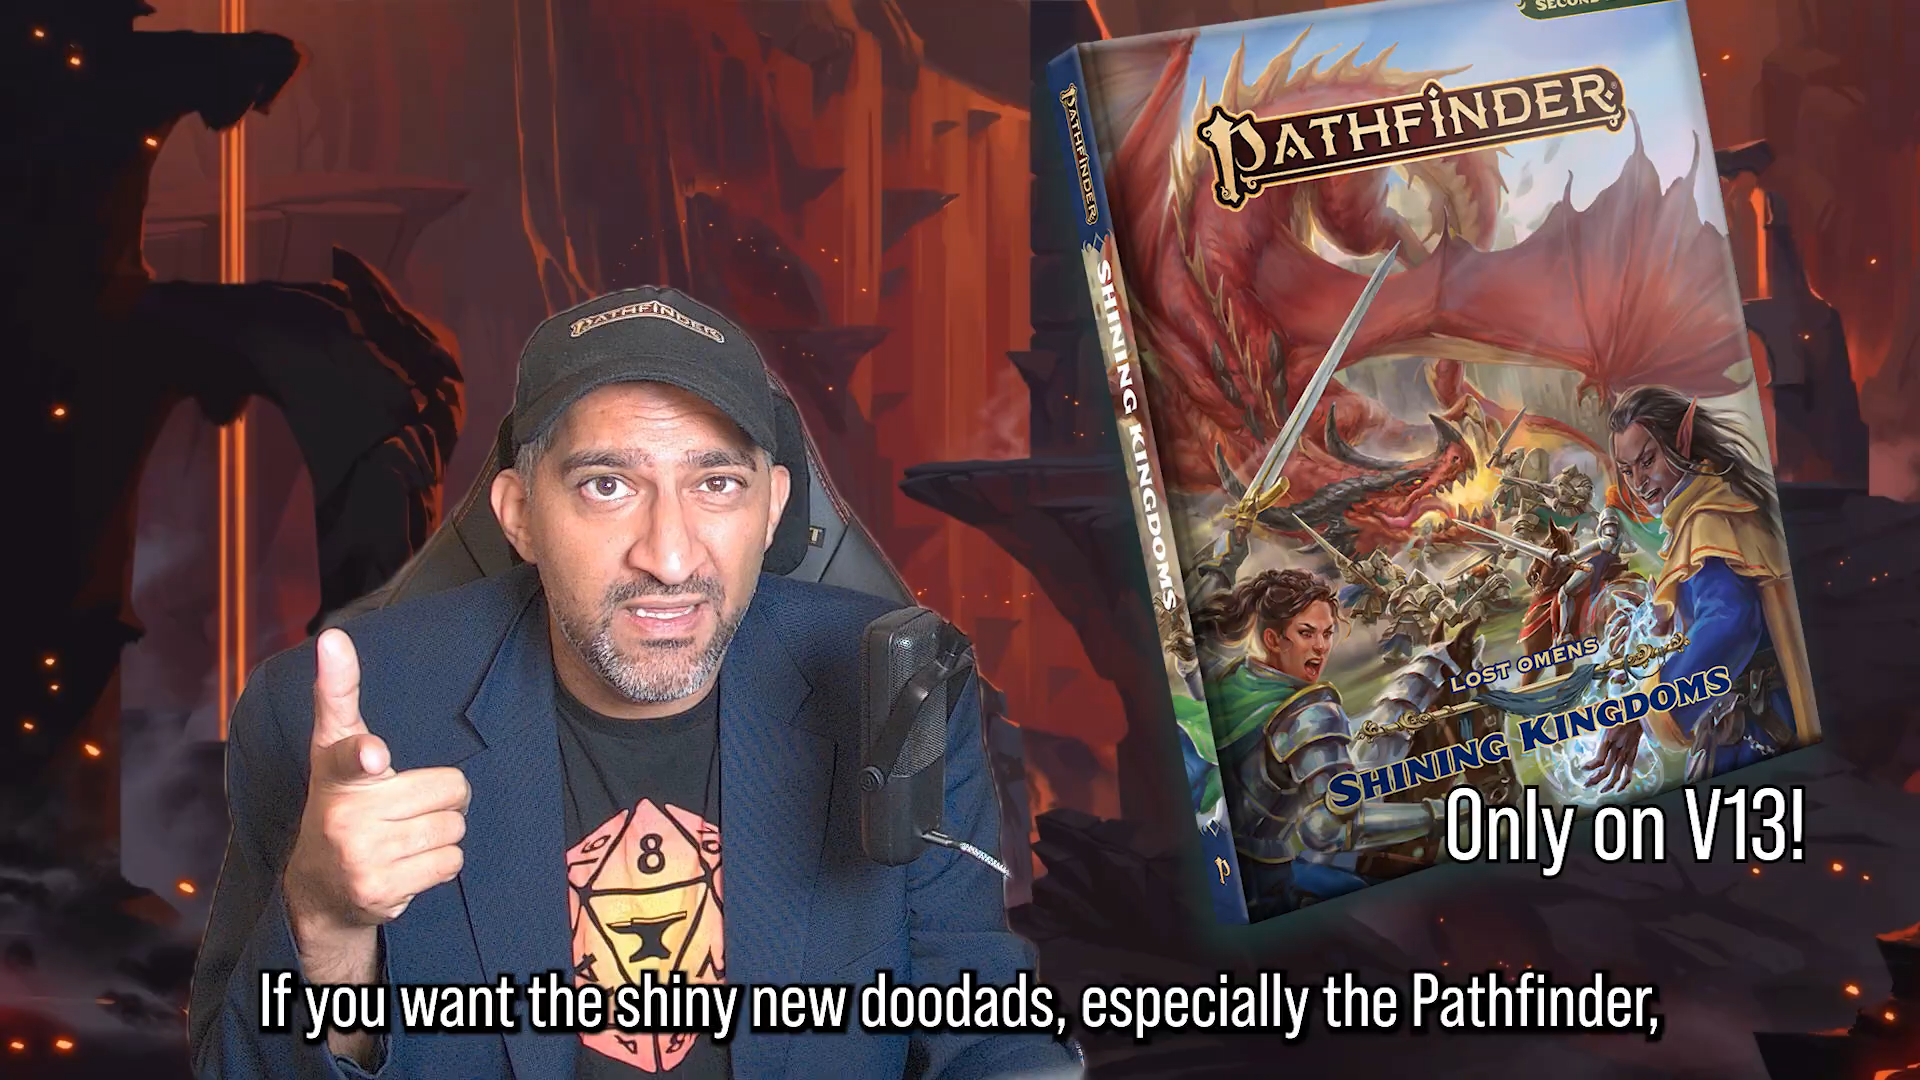 SECOND
PATHFINDER
PATHFINDER
SHINING KINGDOMS
PATHFINDER
LOST OMENS
SHINING KINGDOMS
8
Only on V13!
If you want the shiny new doodads, especially the Pathfinder,